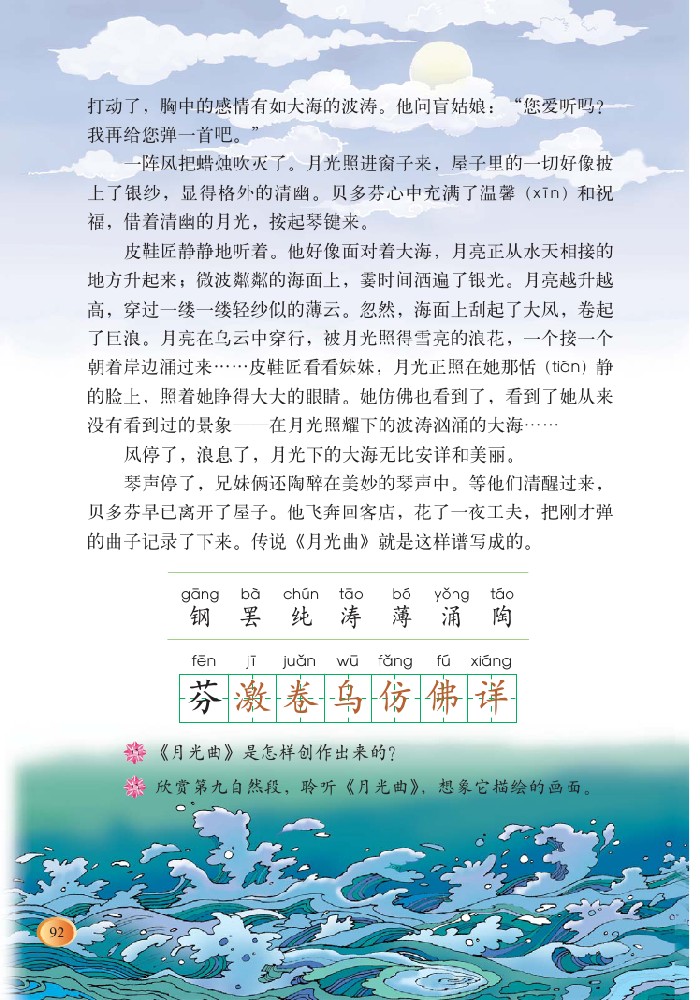 打动了，胸中的感情有如大海的波涛。他问盲姑娘：“您爱听吗？
我再给您弹一首吧。”
一阵风把蜡烛吹灭了。月光照进窗子来，屋子里的一切好像披
上了银纱，显得格外的清幽。贝多芬心中充满了温馨（xīn）和祝
福，借着清幽的月光，按起琴键来。
皮鞋匠静静地听着。他好像面对着大海，月亮正从水天相接的
地方升起来；微波粼粼的海面上，霎时间洒遍了银光。月亮越升越
高，穿过一缕一缕轻纱似的薄云。忽然，海面上刮起了大风，卷起
了巨浪。月亮在乌云中穿行，被月光照得雪亮的浪花，一个接一个
朝着岸边涌过来……皮鞋匠看看妹妹，月光正照在她那恬（tián）静
的脸上，照着她睁得大大的眼睛。她仿佛也看到了，看到了她从来
没有看到过的景象——在月光照耀下的波涛汹涌的大海……
风停了，浪息了，月光下的大海无比安详和美丽。
琴声停了，兄妹俩还陶醉在美妙的琴声中。等他们清醒过来，
贝多芬早已离开了屋子。他飞奔回客店，花了一夜工夫，把刚才弹
的曲子记录了下来。传说《月光曲》就是这样谱写成的。
gāng bà chún tāo bó yǒng táo
钢 罢 纯 涛 薄 涌 陶
fēn jī juǎn wū fǎng fú xiáng
芬 激 卷 乌 仿 佛 详
《月光曲》是怎样创作出来的？
欣赏第九自然段，聆听《月光曲》，想象它描绘的画面。
92